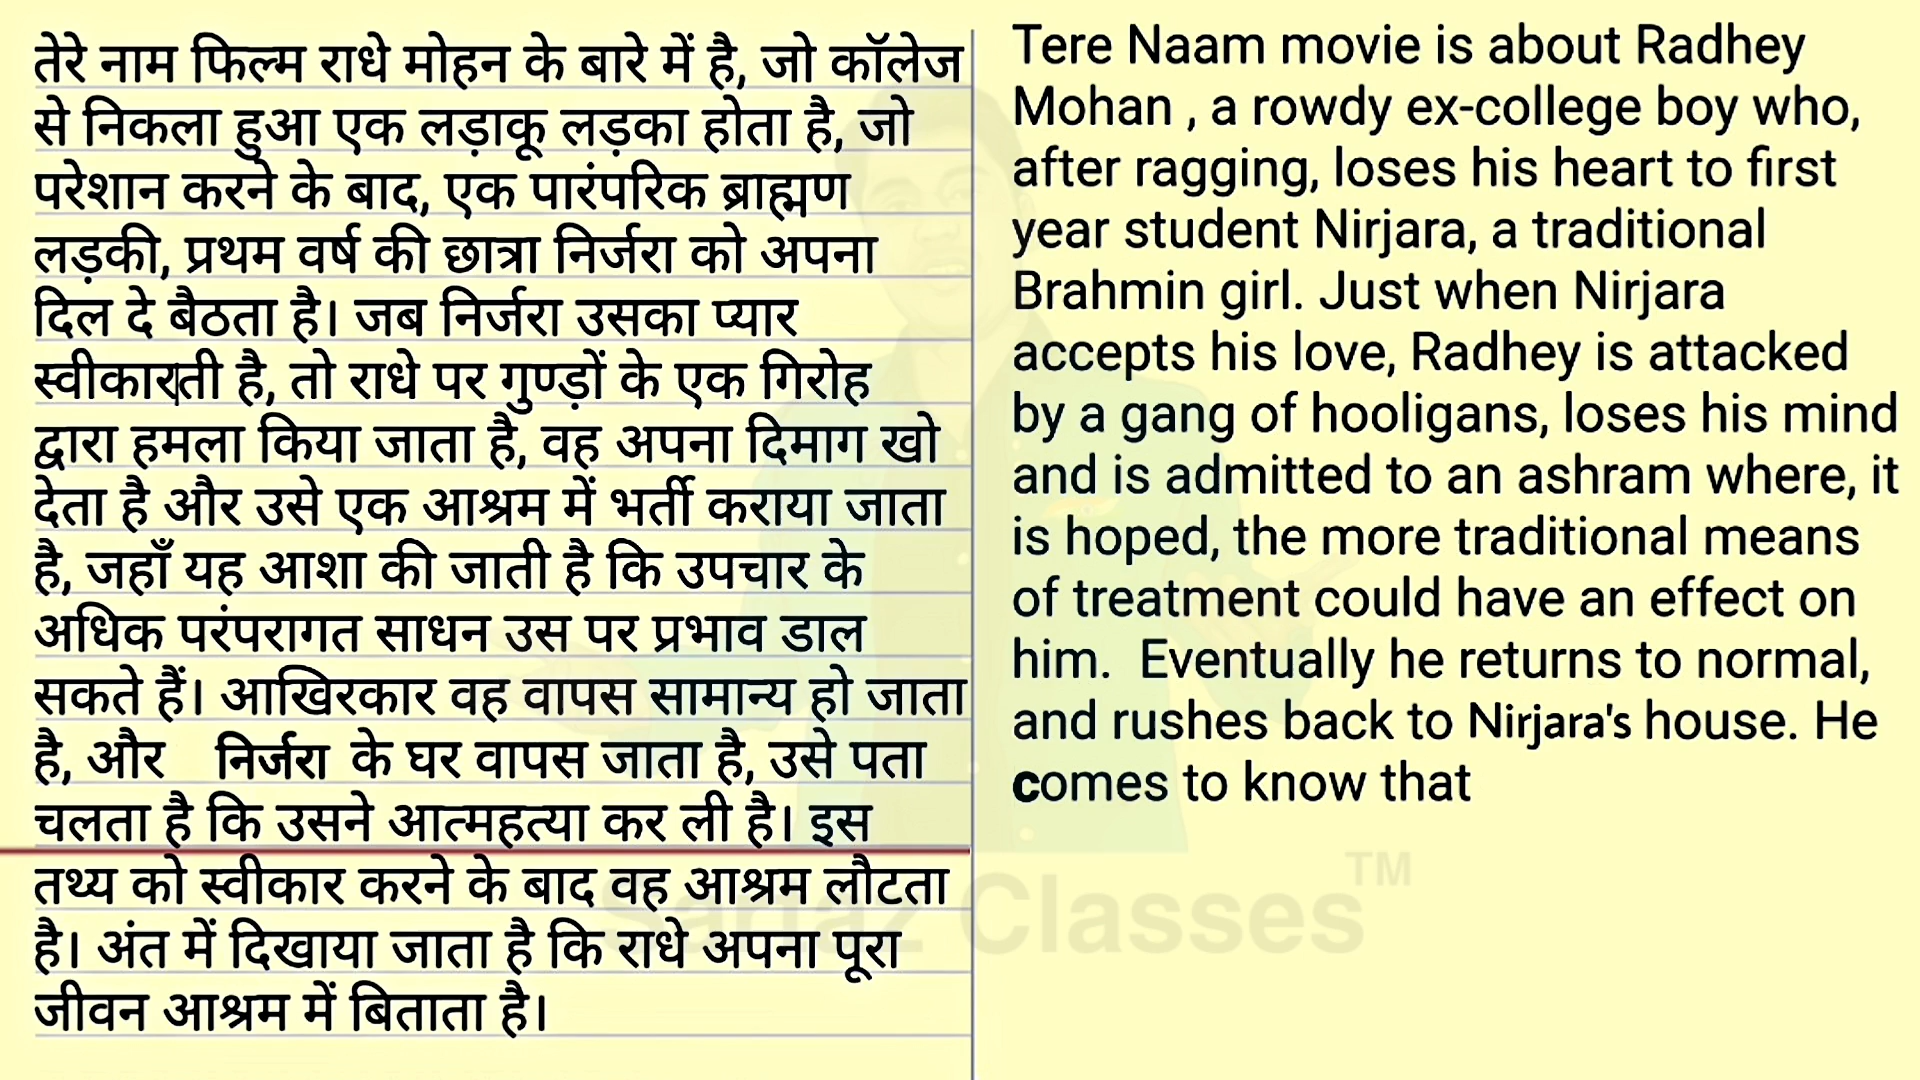 तेरे नाम फिल्म राधे मोहन के बारे में है, जो कॉलेज
से निकला हुआ एक लड़ाकू लड़का होता है, जो
परेशान करने के बाद, एक पारंपरिक ब्राह्मण
लड़की, प्रथम वर्ष की छात्रा निर्जरा को अपना
दिल दे बैठता है। जब निर्जरा उसका प्यार
स्वीकारती है, तो राधे पर गुण्ड़ों के एक गिरोह
द्वारा हमला किया जाता है, वह अपना दिमाग खो
देता है और उसे एक आश्रम में भर्ती कराया जाता
है, जहाँ यह आशा की जाती है कि उपचार के
अधिक परंपरागत साधन उस पर प्रभाव डाल
सकते हैं। आखिरकार वह वापस सामान्य हो जाता
है, और निर्जरा के घर वापस जाता है, उसे पता
चलता है कि उसने आत्महत्या कर ली है। इस
तथ्य को स्वीकार करने के बाद वह आश्रम लौटता
है। अंत में दिखाया जाता है कि राधे अपना पूरा
जीवन आश्रम में बिताता है।
Tere Naam movie is about Radhey
Mohan , a rowdy ex-college boy who,
after ragging, loses his heart to first
year student Nirjara, a traditional
Brahmin girl. Just when Nirjara
accepts his love, Radhey is attacked
by a gang of hooligans, loses his mind
and is admitted to an ashram where, it
is hoped, the more traditional means
of treatment could have an effect on
him. Eventually he returns to normal,
and rushes back to Nirjara's house. He
comes to know that
Classes TM